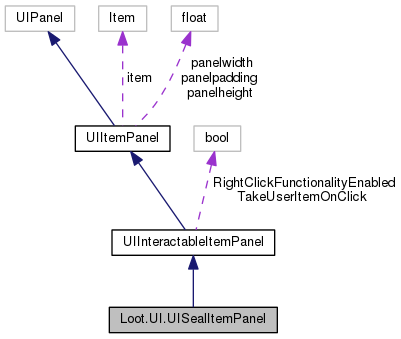 UIPanel
Item
float
item
panelwidth
panelpadding
panelheight
UIItemPanel
bool
RightClickFunctionalityEnabled
TakeUserItemOnClick
UIInteractableItemPanel
Loot.UI.UISealItemPanel